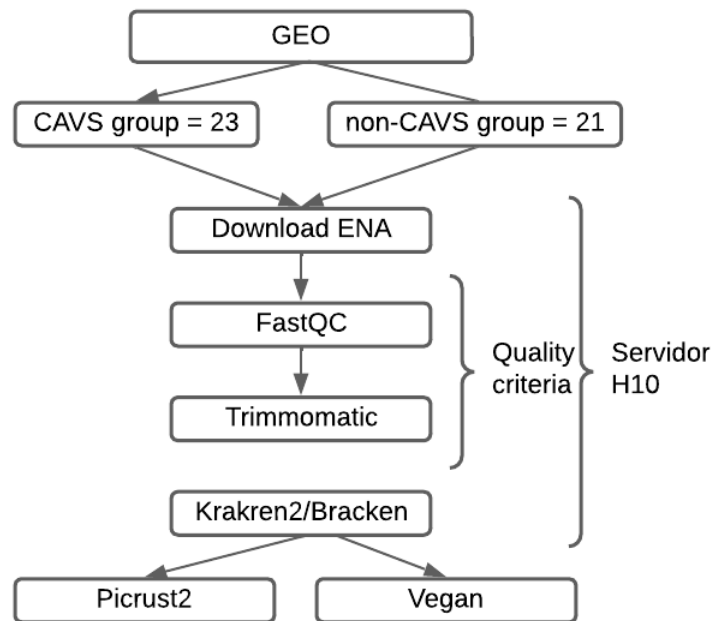 GEO
CAVS group = 23
non-CAVS group = 21
Download ENA
FastQC
Trimmomatic
Quality
criteria
Servidor
H10
Krakren2/Bracken
Picrust2
Vegan